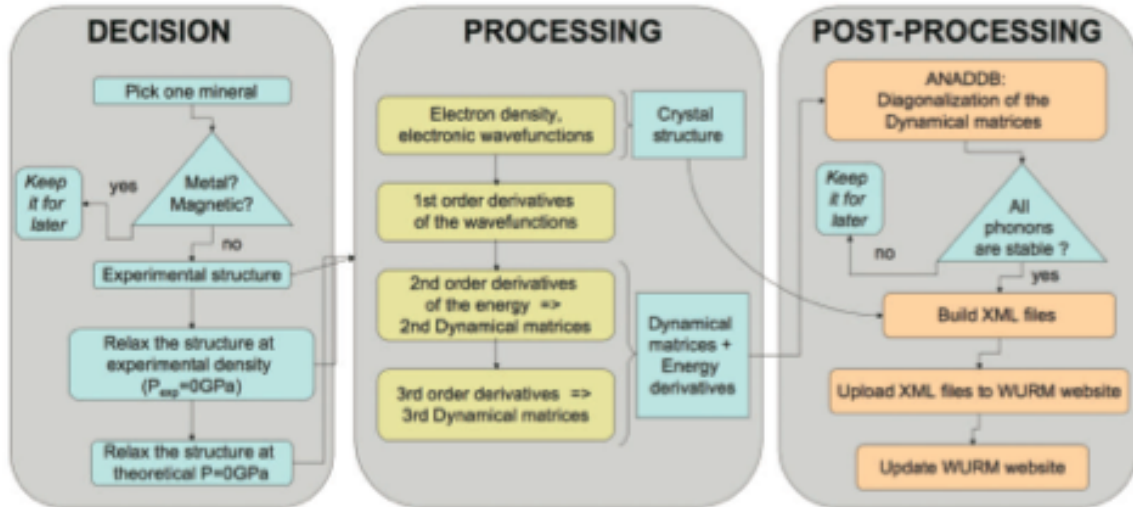 DECISION
Pick one mineral
Metal?
Magnetic?
yes
Keep
it for
later
no
Experimental structure
Relax the structure at
experimental density
(Pexp=0GPa)
Relax the structure at
theoretical P=0GPa
PROCESSING
Electron density,
electronic wavefunctions
Crystal
structure
1st order derivatives
of the wavefunctions
2nd order derivatives
of the energy =>
2nd Dynamical matrices
3rd order derivatives =>
3rd Dynamical matrices
Dynamical
matrices +
Energy
derivatives
POST-PROCESSING
ANADDB:
Diagonalization of the
Dynamical matrices
Keep
it for
later
All
phonons
are stable ?
no
yes
Build XML files
Upload XML files to WURM website
Update WURM website